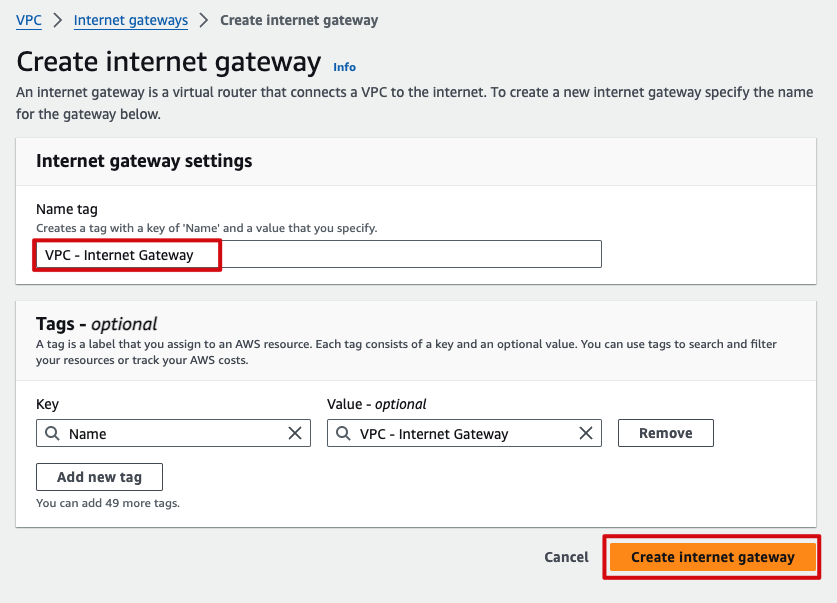 VPC > Internet gateways > Create internet gateway
Create internet gateway Info
An internet gateway is a virtual router that connects a VPC to the internet. To create a new internet gateway specify the name
for the gateway below.
Internet gateway settings
Name tag
Creates a tag with a key of 'Name' and a value that you specify.
VPC - Internet Gateway
Tags - optional
A tag is a label that you assign to an AWS resource. Each tag consists of a key and an optional value. You can use tags to search and filter
your resources or track your AWS costs.
Key Value - optional
Name VPC - Internet Gateway Remove
Add new tag
You can add 49 more tags.
Cancel Create internet gateway